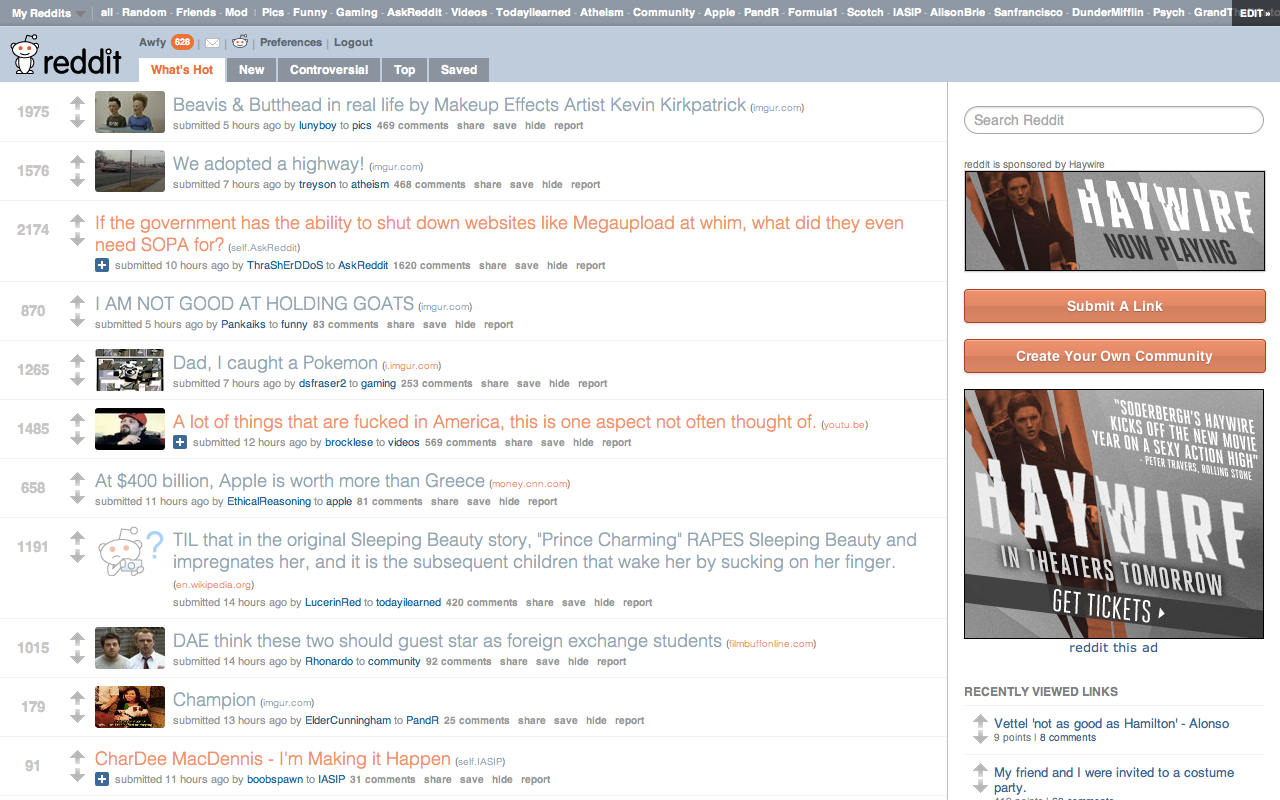 My Reddits all - Random - Friends - Mod | Pics - Funny - Gaming - AskReddit - Videos - Todayilearned - Atheism - Community - Apple - PandR - Formula1 - Scotch - IASIP - AlisonBrie - Sanfrancisco - DunderMifflin - Psych - GrandT EDIT »
reddit
Awfy 628 | | | Preferences | Logout
What's Hot New Controversial Top Saved
1975
Beavis & Butthead in real life by Makeup Effects Artist Kevin Kirkpatrick (imgur.com)
submitted 5 hours ago by lunyboy to pics 469 comments share save hide report
1576
We adopted a highway! (imgur.com)
submitted 7 hours ago by treyson to atheism 468 comments share save hide report
2174
If the government has the ability to shut down websites like Megaupload at whim, what did they even
need SOPA for? (self.AskReddit)
submitted 10 hours ago by ThraShErDDoS to AskReddit 1620 comments share save hide report
870
I AM NOT GOOD AT HOLDING GOATS (imgur.com)
submitted 5 hours ago by Pankaiks to funny 83 comments share save hide report
1265
Dad, I caught a Pokemon (i.imgur.com)
submitted 7 hours ago by dsfraser2 to gaming 253 comments share save hide report
1485
A lot of things that are fucked in America, this is one aspect not often thought of. (youtu.be)
submitted 12 hours ago by brocklese to videos 569 comments share save hide report
658
At $400 billion, Apple is worth more than Greece (money.cnn.com)
submitted 11 hours ago by EthicalReasoning to apple 81 comments share save hide report
1191
TIL that in the original Sleeping Beauty story, "Prince Charming" RAPES Sleeping Beauty and
impregnates her, and it is the subsequent children that wake her by sucking on her finger.
(en.wikipedia.org)
submitted 14 hours ago by LucerinRed to todayilearned 420 comments share save hide report
1015
DAE think these two should guest star as foreign exchange students (filmbuffonline.com)
submitted 14 hours ago by Rhonardo to community 92 comments share save hide report
179
Champion (imgur.com)
submitted 13 hours ago by ElderCunningham to PandR 25 comments share save hide report
91
CharDee MacDennis - I'm Making it Happen (self.IASIP)
submitted 11 hours ago by boobspawn to IASIP 31 comments share save hide report
Search Reddit
reddit is sponsored by Haywire
HAYWIRE
NOW PLAYING
Submit A Link
Create Your Own Community
"SODERBERGH'S HAYWIRE
KICKS OFF THE NEW MOVIE
YEAR ON A SEXY ACTION HIGH"
- PETER TRAVERS, ROLLING STONE
HAYWIRE
IN THEATERS TOMORROW
GET TICKETS
reddit this ad
RECENTLY VIEWED LINKS
Vettel 'not as good as Hamilton' - Alonso
9 points | 8 comments
My friend and I were invited to a costume
party.